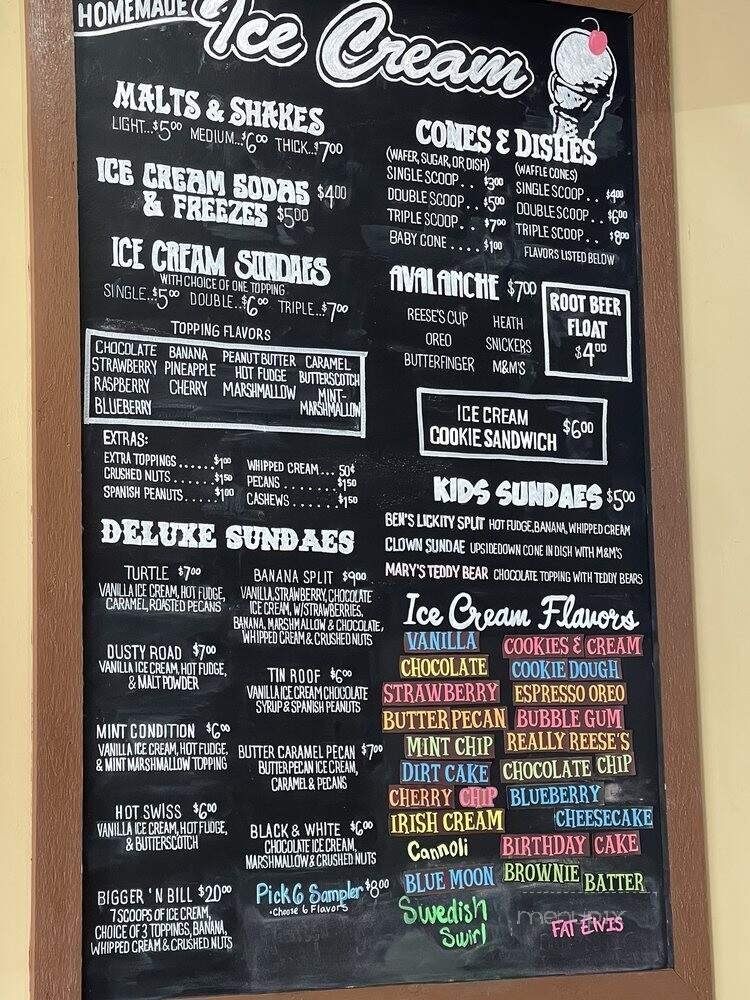 HOMEMADE
Ice Cream
MALTS & SHAKES
LIGHT...$5.00 MEDIUM...$6.00 THICK...$7.00
ICE CREAM SODAS $4.00
& FREEZES $5.00
ICE CREAM SUNDAES
WITH CHOICE OF ONE TOPPING
SINGLE...$5.00 DOUBLE...$6.00 TRIPLE...$7.00
TOPPING FLAVORS
CHOCOLATE BANANA PEANUT BUTTER CARAMEL
STRAWBERRY PINEAPPLE HOT FUDGE BUTTERSCOTCH
RASPBERRY CHERRY MARSHMALLOW MINT-
BLUEBERRY MARSHMALLOW
EXTRAS:
EXTRA TOPPINGS......$1.00
CRUSHED NUTS.......$1.50
SPANISH PEANUTS....$1.00
WHIPPED CREAM... 50¢
PECANS..........$1.50
CASHEWS.........$1.50
DELUXE SUNDAES
TURTLE $7.00
VANILLA ICE CREAM, HOT FUDGE,
CARAMEL, ROASTED PECANS
DUSTY ROAD $7.00
VANILLA ICE CREAM, HOT FUDGE,
& MALT POWDER
MINT CONDITION $6.00
VANILLA ICE CREAM, HOT FUDGE,
& MINT MARSHMALLOW TOPPING
HOT SWISS $6.00
VANILLA ICE CREAM, HOT FUDGE,
& BUTTERSCOTCH
BIGGER 'N BILL $20.00
7 SCOOPS OF ICE CREAM,
CHOICE OF 3 TOPPINGS, BANANA,
WHIPPED CREAM & CRUSHED NUTS
BANANA SPLIT $9.00
VANILLA, STRAWBERRY, CHOCOLATE
ICE CREAM, W/STRAWBERRIES,
BANANA, MARSHMALLOW & CHOCOLATE,
WHIPPED CREAM & CRUSHED NUTS
TIN ROOF $6.00
VANILLA ICE CREAM CHOCOLATE
SYRUP & SPANISH PEANUTS
BUTTER CARAMEL PECAN $7.00
BUTTERPECAN ICE CREAM,
CARAMEL & PECANS
BLACK & WHITE $6.00
CHOCOLATE ICE CREAM,
MARSHMALLOW & CRUSHED NUTS
Pick 6 Sampler $8.00
•Choose 6 Flavors
CONES & DISHES
(WAFER, SUGAR, OR DISH)
SINGLE SCOOP.. $3.00
DOUBLE SCOOP.. $5.00
TRIPLE SCOOP.. $7.00
BABY CONE.... $1.00
(WAFFLE CONES)
SINGLE SCOOP.. $4.00
DOUBLE SCOOP.. $6.00
TRIPLE SCOOP.. $8.00
FLAVORS LISTED BELOW
AVALANCHE $7.00
REESE'S CUP HEATH
OREO SNICKERS
BUTTERFINGER M&M'S
ROOT BEER
FLOAT
$4.00
ICE CREAM
COOKIE SANDWICH $6.00
KIDS SUNDAES $5.00
BEN'S LICKITY SPLIT HOT FUDGE, BANANA, WHIPPED CREAM
CLOWN SUNDAE UPSIDEDOWN CONE IN DISH WITH M&M'S
MARY'S TEDDY BEAR CHOCOLATE TOPPING WITH TEDDY BEARS
Ice Cream Flavors
VANILLA
CHOCOLATE
STRAWBERRY
BUTTER PECAN
MINT CHIP
DIRT CAKE
CHERRY CHIP
IRISH CREAM
Cannoli
BLUE MOON
Swedish
Swirl
COOKIES & CREAM
COOKIE DOUGH
ESPRESSO OREO
BUBBLE GUM
REALLY REESE'S
CHOCOLATE CHIP
BLUEBERRY
CHEESECAKE
BIRTHDAY CAKE
BROWNIE BATTER
menupix
FAT ELVIS